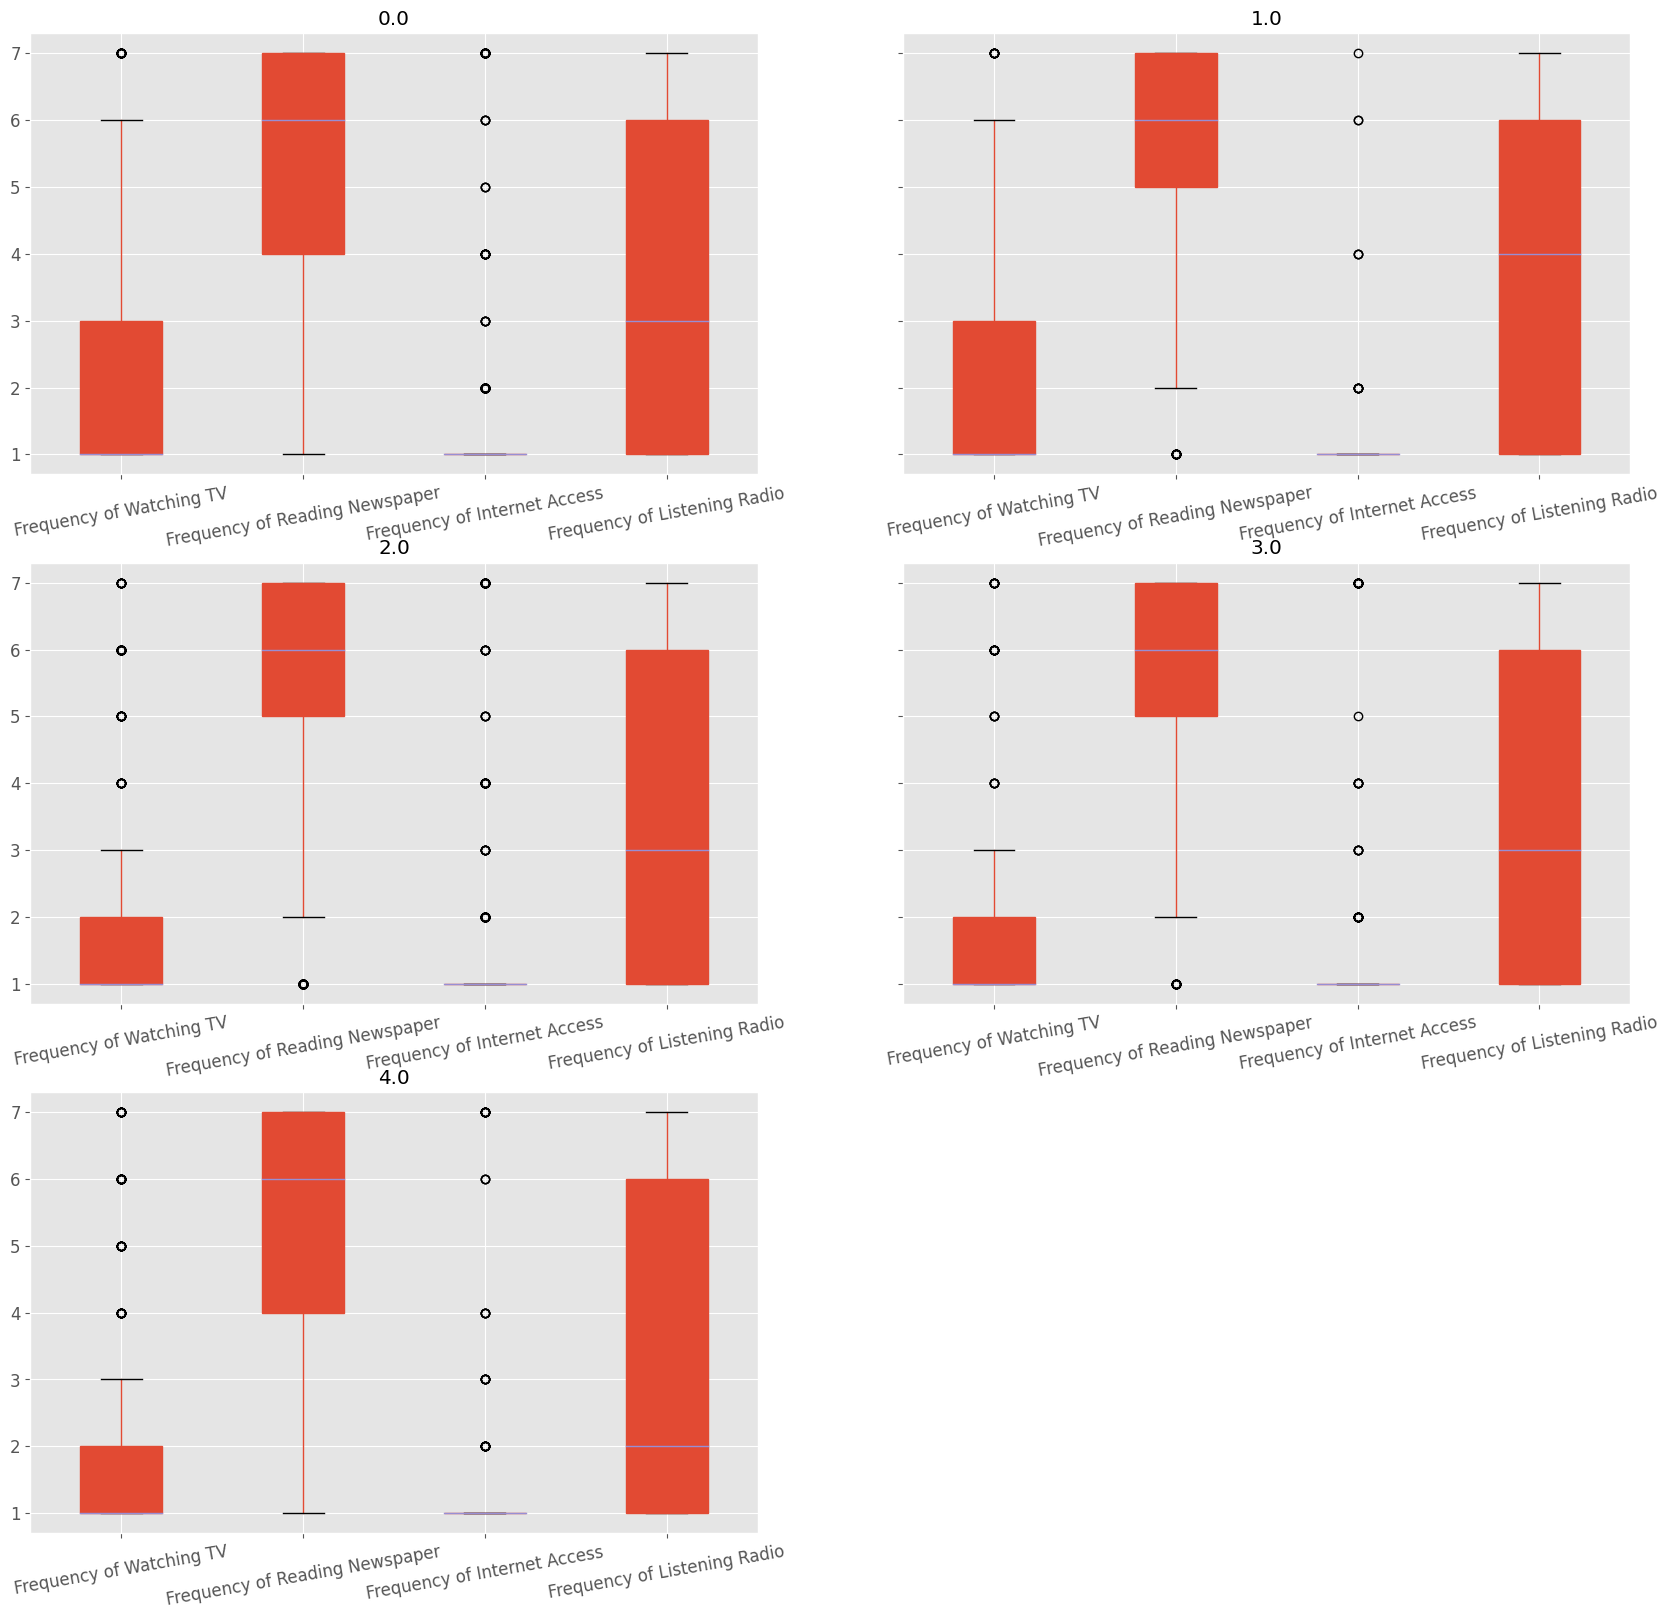 0.0
7
6
5
4
3
2
1
Frequency of Watching TV
Frequency of Reading Newspaper
Frequency of Internet Access
Frequency of Listening Radio
1.0
Frequency of Watching TV
Frequency of Reading Newspaper
Frequency of Internet Access
Frequency of Listening Radio
2.0
7
6
5
4
3
2
1
Frequency of Watching TV
Frequency of Reading Newspaper
Frequency of Internet Access
Frequency of Listening Radio
3.0
Frequency of Watching TV
Frequency of Reading Newspaper
Frequency of Internet Access
Frequency of Listening Radio
4.0
7
6
5
4
3
2
1
Frequency of Watching TV
Frequency of Reading Newspaper
Frequency of Internet Access
Frequency of Listening Radio